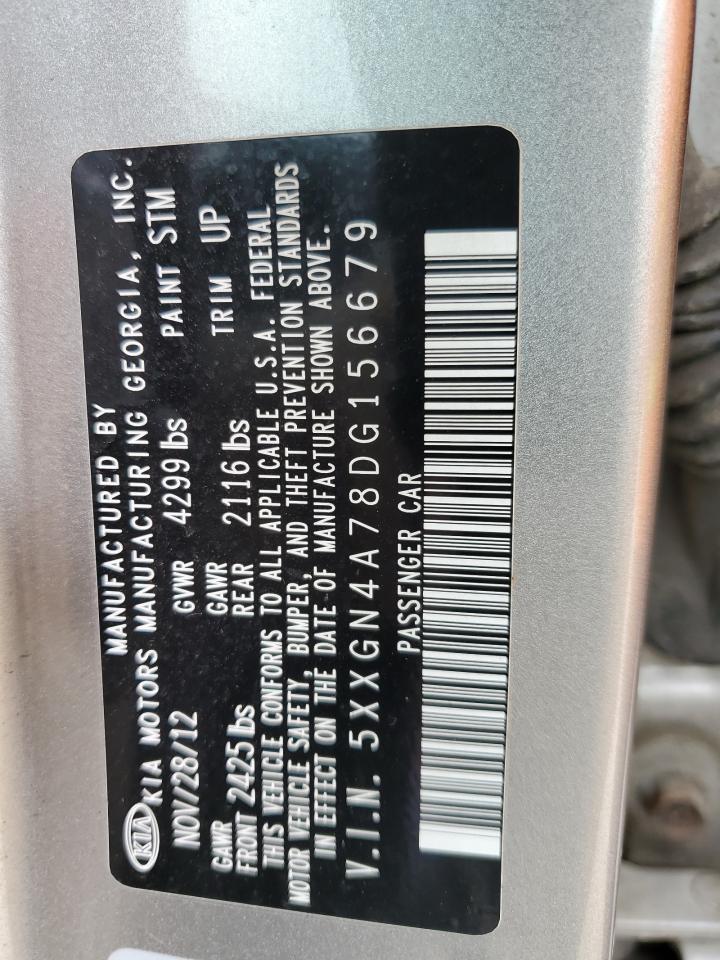 MANUFACTURED BY
KIA KIA MOTORS MANUFACTURING GEORGIA, INC.
NOV/28/12 GVWR 4299 lbs PAINT STM
GAWR GAWR
FRONT 2425 lbs REAR 2116 lbs TRIM UP
THIS VEHICLE CONFORMS TO ALL APPLICABLE U.S.A. FEDERAL
MOTOR VEHICLE SAFETY, BUMPER, AND THEFT PREVENTION STANDARDS
IN EFFECT ON THE DATE OF MANUFACTURE SHOWN ABOVE.
V.I.N. 5XXGN4A78DG156679
PASSENGER CAR